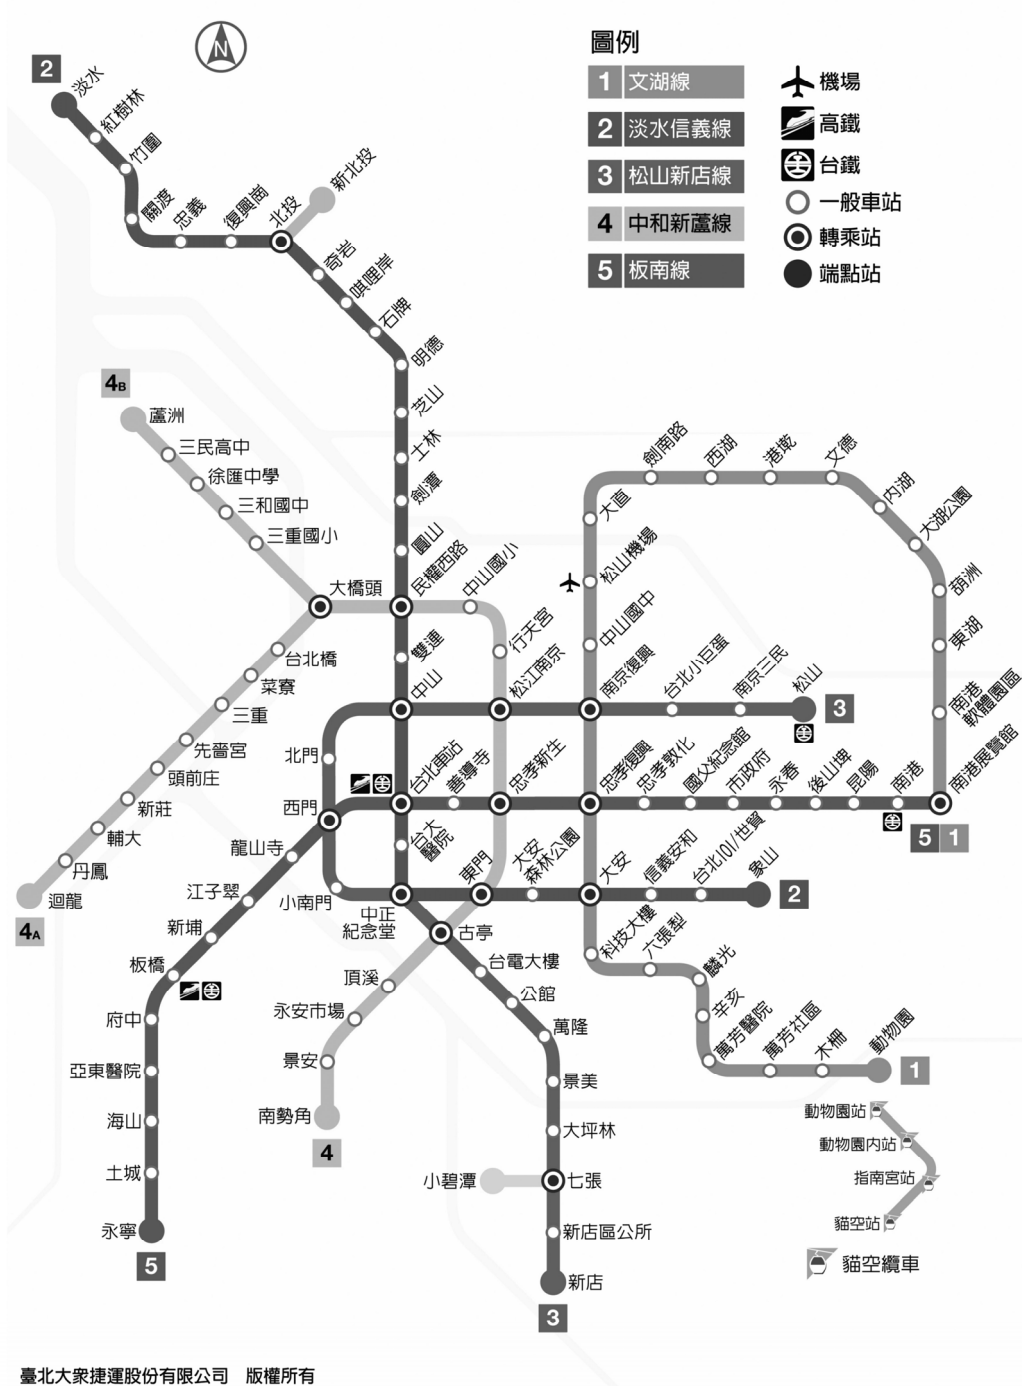 N
圖例
1 文湖線
2 淡水信義線
3 松山新店線
4 中和新蘆線
5 板南線
機場
高鐵
台鐵
一般車站
轉乘站
端點站
2
淡水
紅樹林
竹圍
關渡
忠義
復興崗
北投
新北投
奇岩
唭哩岸
石牌
明德
芝山
士林
劍潭
圓山
民權西路
雙連
中山
台北車站
台大
醫院
中正
紀念堂
東門
大安
森林公園
大安
信義安和
台北101/世貿
象山
2
4B
蘆洲
三民高中
徐匯中學
三和國中
三重國小
大橋頭
台北橋
菜寮
三重
先嗇宮
頭前庄
新莊
輔大
丹鳳
迴龍
4A
中山國小
行天宮
松江南京
忠孝新生
古亭
頂溪
永安市場
景安
南勢角
4
劍南路
西湖
港墘
文德
內湖
大湖公園
葫洲
東湖
南港
軟體園區
南港展覽館
5 1
大直
松山機場
中山國中
南京復興
忠孝復興
科技大樓
六張犁
麟光
辛亥
萬芳醫院
萬芳社區
木柵
動物園
1
台北小巨蛋
南京三民
松山
3
北門
西門
小南門
善導寺
忠孝敦化
國父紀念館
市政府
永春
後山埤
昆陽
南港
龍山寺
江子翠
新埔
板橋
府中
亞東醫院
海山
土城
永寧
5
台電大樓
公館
萬隆
景美
大坪林
七張
小碧潭
新店區公所
新店
3
動物園站
動物園內站
指南宮站
貓空站
貓空纜車
臺北大眾捷運股份有限公司 版權所有